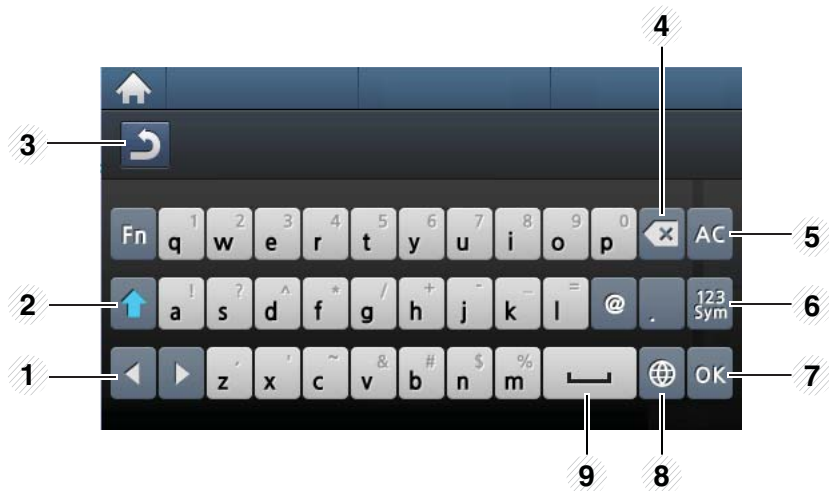 4
3
1 2 3 4 5 6 7 8 9 0
Fn q w e r t y u i o p AC 5
! ? ^ * / + - _ =
2 a s d f g h j k l @ . 123 Sym 6
' ~ & # $ %
1 z x c v b n m OK 7
9 8